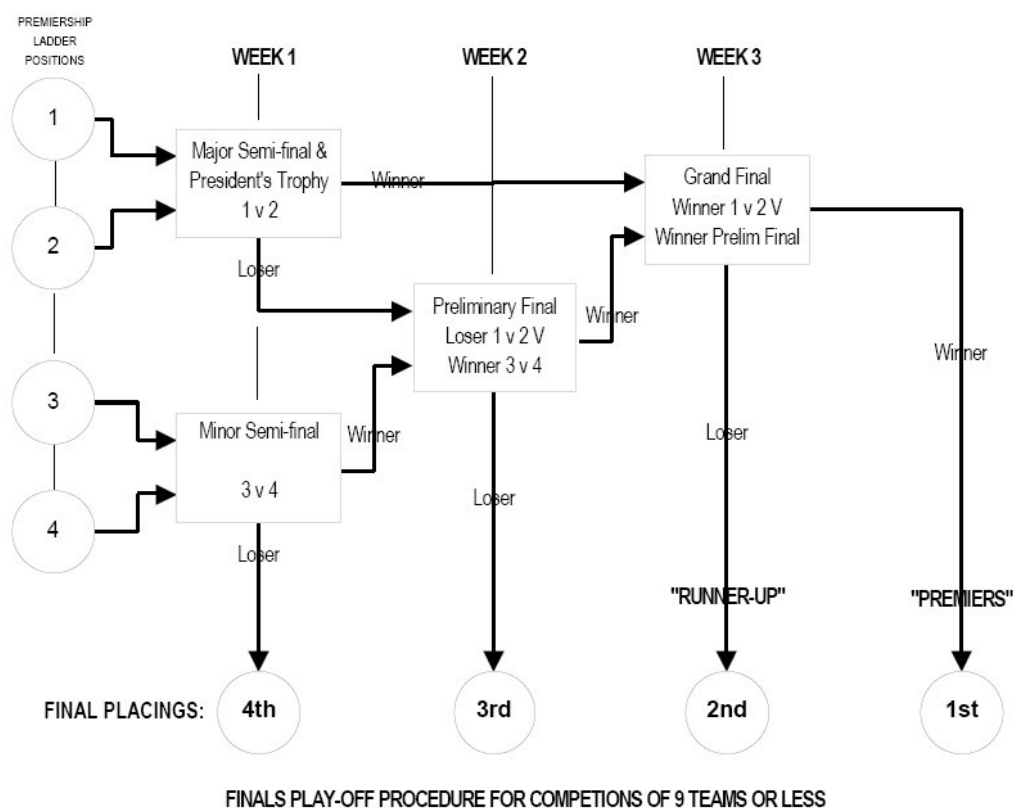 PREMIERSHIP
LADDER
POSITIONS
WEEK 1
WEEK 2
WEEK 3
1
2
3
4
Major Semi-final &
President's Trophy
1 v 2
Winner
Loser
Grand Final
Winner 1 v 2 V
Winner Prelim Final
Preliminary Final
Loser 1 v 2 V
Winner 3 v 4
Winner
Winner
Minor Semi-final
3 v 4
Winner
Loser
Loser
Loser
"RUNNER-UP"
"PREMIERS"
FINAL PLACINGS:
4th
3rd
2nd
1st
FINALS PLAY-OFF PROCEDURE FOR COMPETIONS OF 9 TEAMS OR LESS